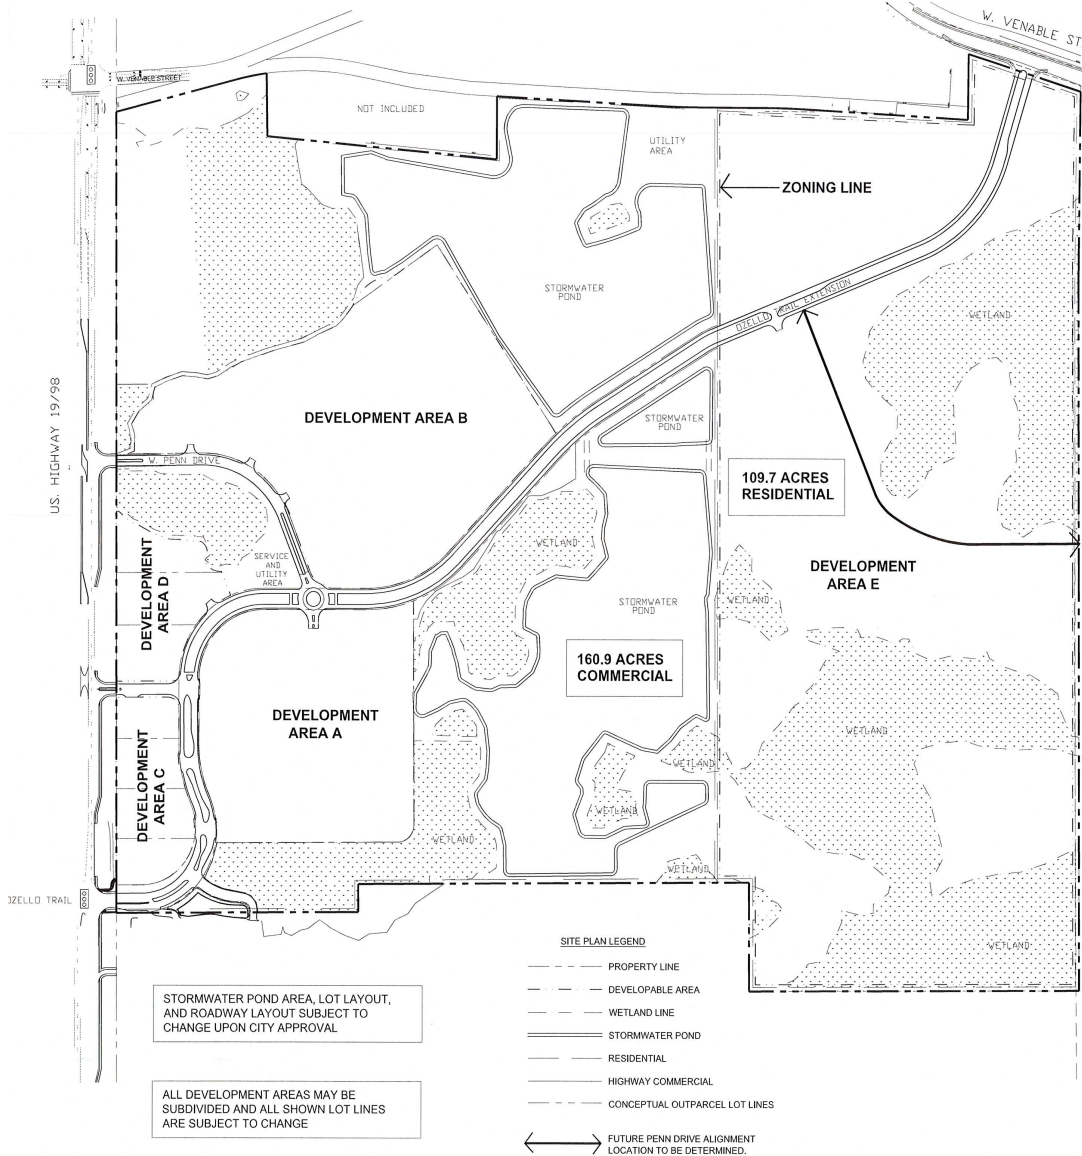 W. VENABLE ST
W. VENABLE STREET
NOT INCLUDED
UTILITY
AREA
ZONING LINE
STORMWATER
POND
OZELLO TRAIL EXTENSION
WETLAND
US. HIGHWAY 19/98
DEVELOPMENT AREA B
STORMWATER
POND
W. PENN DRIVE
109.7 ACRES
RESIDENTIAL
WETLAND
SERVICE
AND
UTILITY
AREA
DEVELOPMENT
AREA D
DEVELOPMENT
AREA E
WETLAND
STORMWATER
POND
160.9 ACRES
COMMERCIAL
DEVELOPMENT
AREA A
DEVELOPMENT
AREA C
WETLAND
WETLAND
WETLAND
WETLAND
WETLAND
OZELLO TRAIL
WETLAND
SITE PLAN LEGEND
PROPERTY LINE
DEVELOPABLE AREA
WETLAND LINE
STORMWATER POND
RESIDENTIAL
HIGHWAY COMMERCIAL
CONCEPTUAL OUTPARCEL LOT LINES
FUTURE PENN DRIVE ALIGNMENT
LOCATION TO BE DETERMINED.
STORMWATER POND AREA, LOT LAYOUT,
AND ROADWAY LAYOUT SUBJECT TO
CHANGE UPON CITY APPROVAL
ALL DEVELOPMENT AREAS MAY BE
SUBDIVIDED AND ALL SHOWN LOT LINES
ARE SUBJECT TO CHANGE